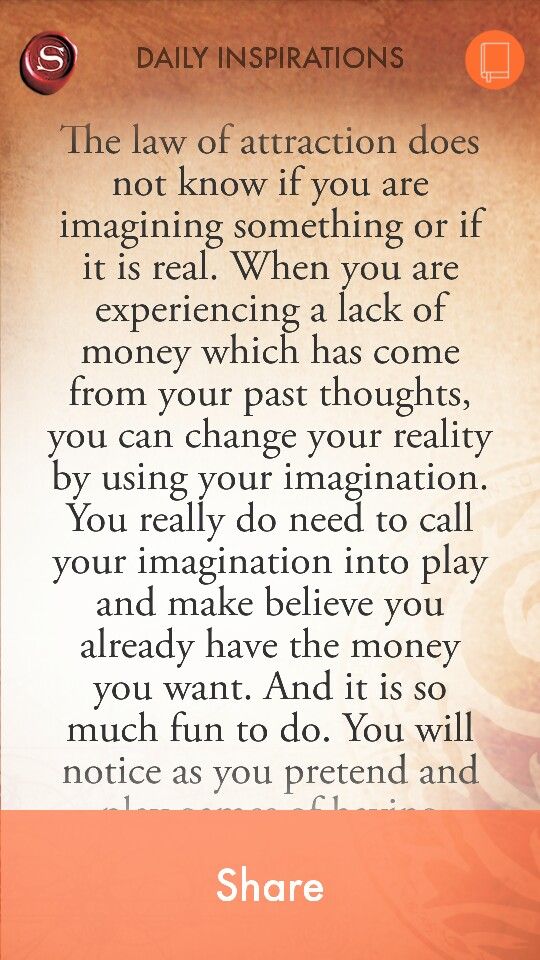 S
DAILY INSPIRATIONS
The law of attraction does
not know if you are
imagining something or if
it is real. When you are
experiencing a lack of
money which has come
from your past thoughts,
you can change your reality
by using your imagination.
You really do need to call
your imagination into play
and make believe you
already have the money
you want. And it is so
much fun to do. You will
notice as you pretend and
play games of having
Share